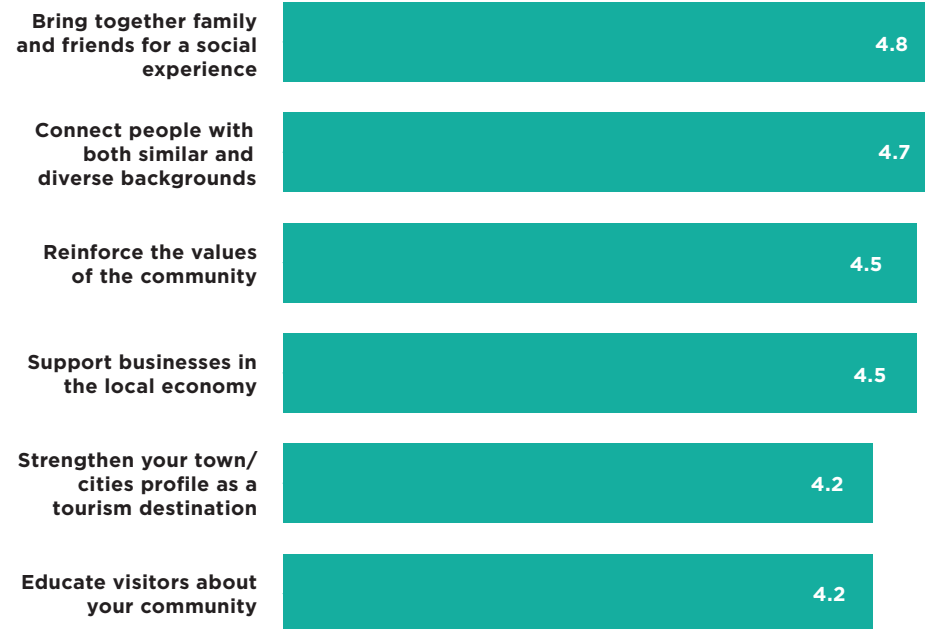 Bring together family
and friends for a social
experience
4.8
Connect people with
both similar and
diverse backgrounds
4.7
Reinforce the values
of the community
4.5
Support businesses in
the local economy
4.5
Strengthen your town/
cities profile as a
tourism destination
4.2
Educate visitors about
your community
4.2